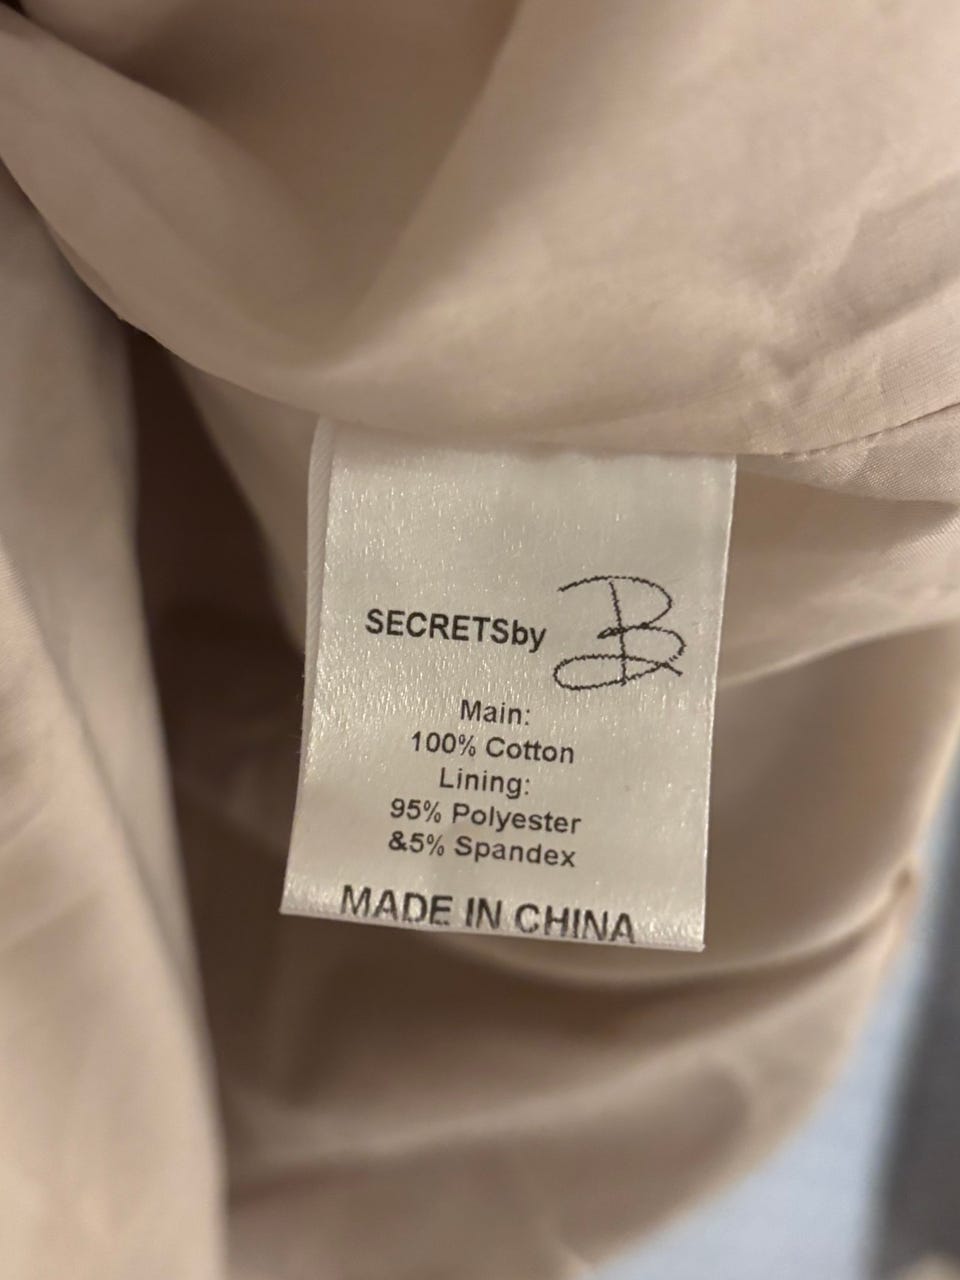 SECRETSby B
Main:
100% Cotton
Lining:
95% Polyester
&5% Spandex
MADE IN CHINA